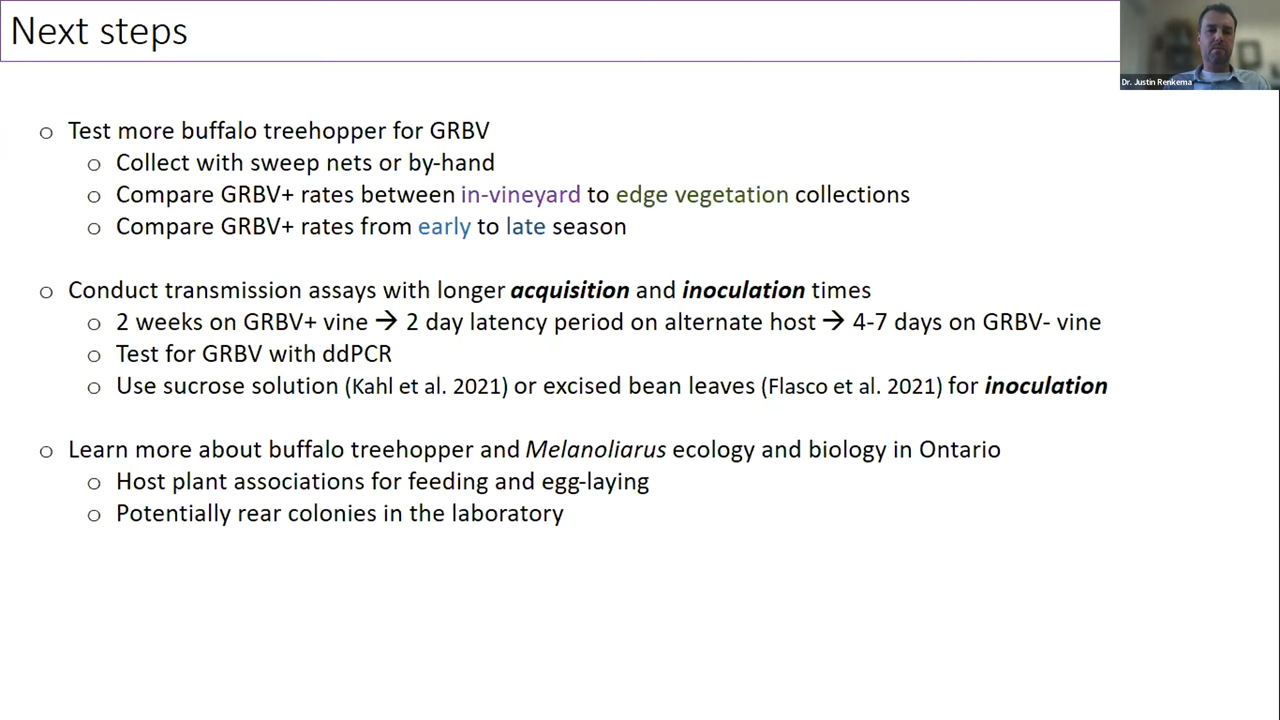 Next steps
Dr. Justin Renkema
o Test more buffalo treehopper for GRBV
o Collect with sweep nets or by-hand
o Compare GRBV+ rates between in-vineyard to edge vegetation collections
o Compare GRBV+ rates from early to late season
o Conduct transmission assays with longer acquisition and inoculation times
o 2 weeks on GRBV+ vine → 2 day latency period on alternate host → 4-7 days on GRBV- vine
o Test for GRBV with ddPCR
o Use sucrose solution (Kahl et al. 2021) or excised bean leaves (Flasco et al. 2021) for inoculation
o Learn more about buffalo treehopper and Melanoliarus ecology and biology in Ontario
o Host plant associations for feeding and egg-laying
o Potentially rear colonies in the laboratory